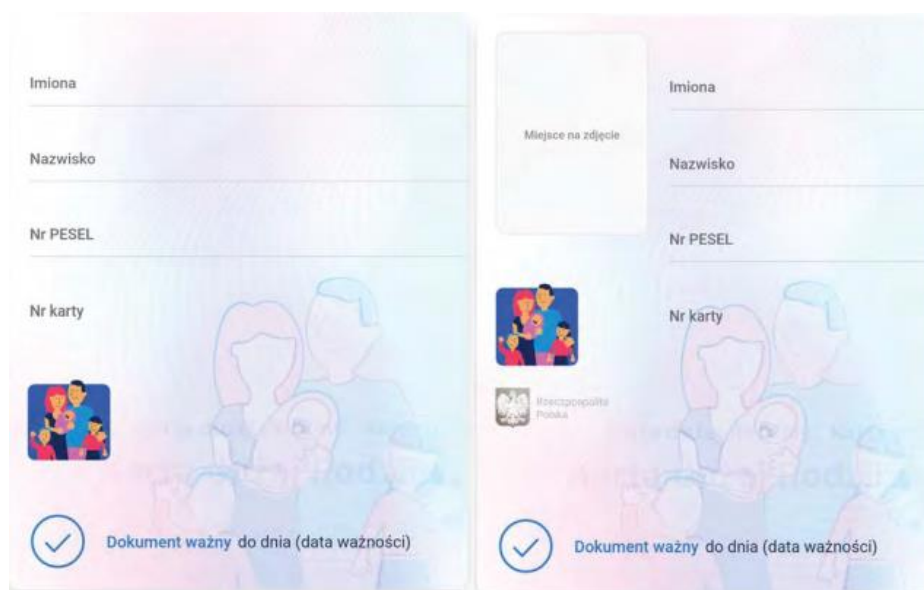 Imiona
Nazwisko
Nr PESEL
Nr karty
Dokument ważny do dnia (data ważności)
Miejsce na zdjęcie
Imiona
Nazwisko
Nr PESEL
Nr karty
Rzeczpospolita
Polska
Dokument ważny do dnia (data ważności)